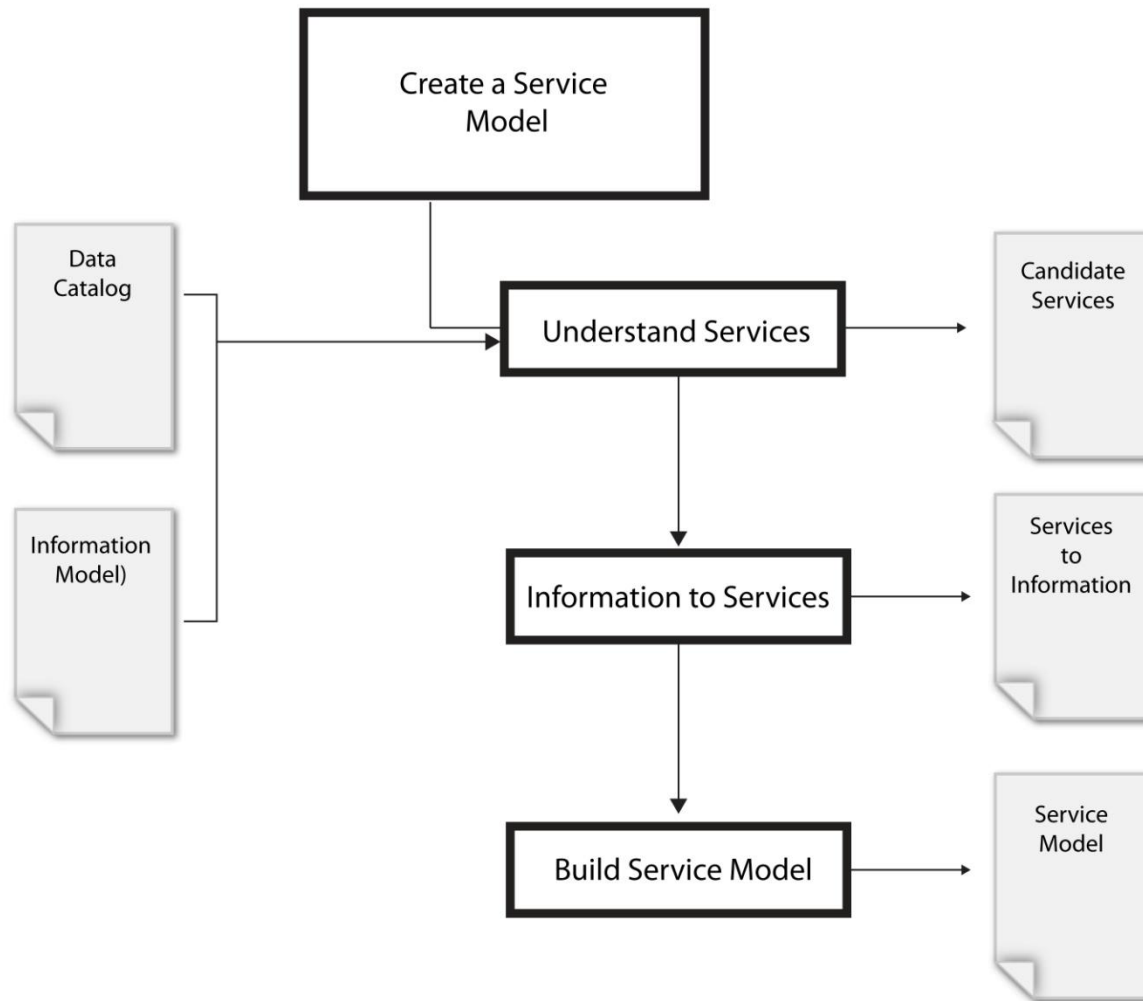 Create a Service
Model
Data
Catalog
Understand Services
Candidate
Services
Information
Model)
Information to Services
Services
to
Information
Build Service Model
Service
Model